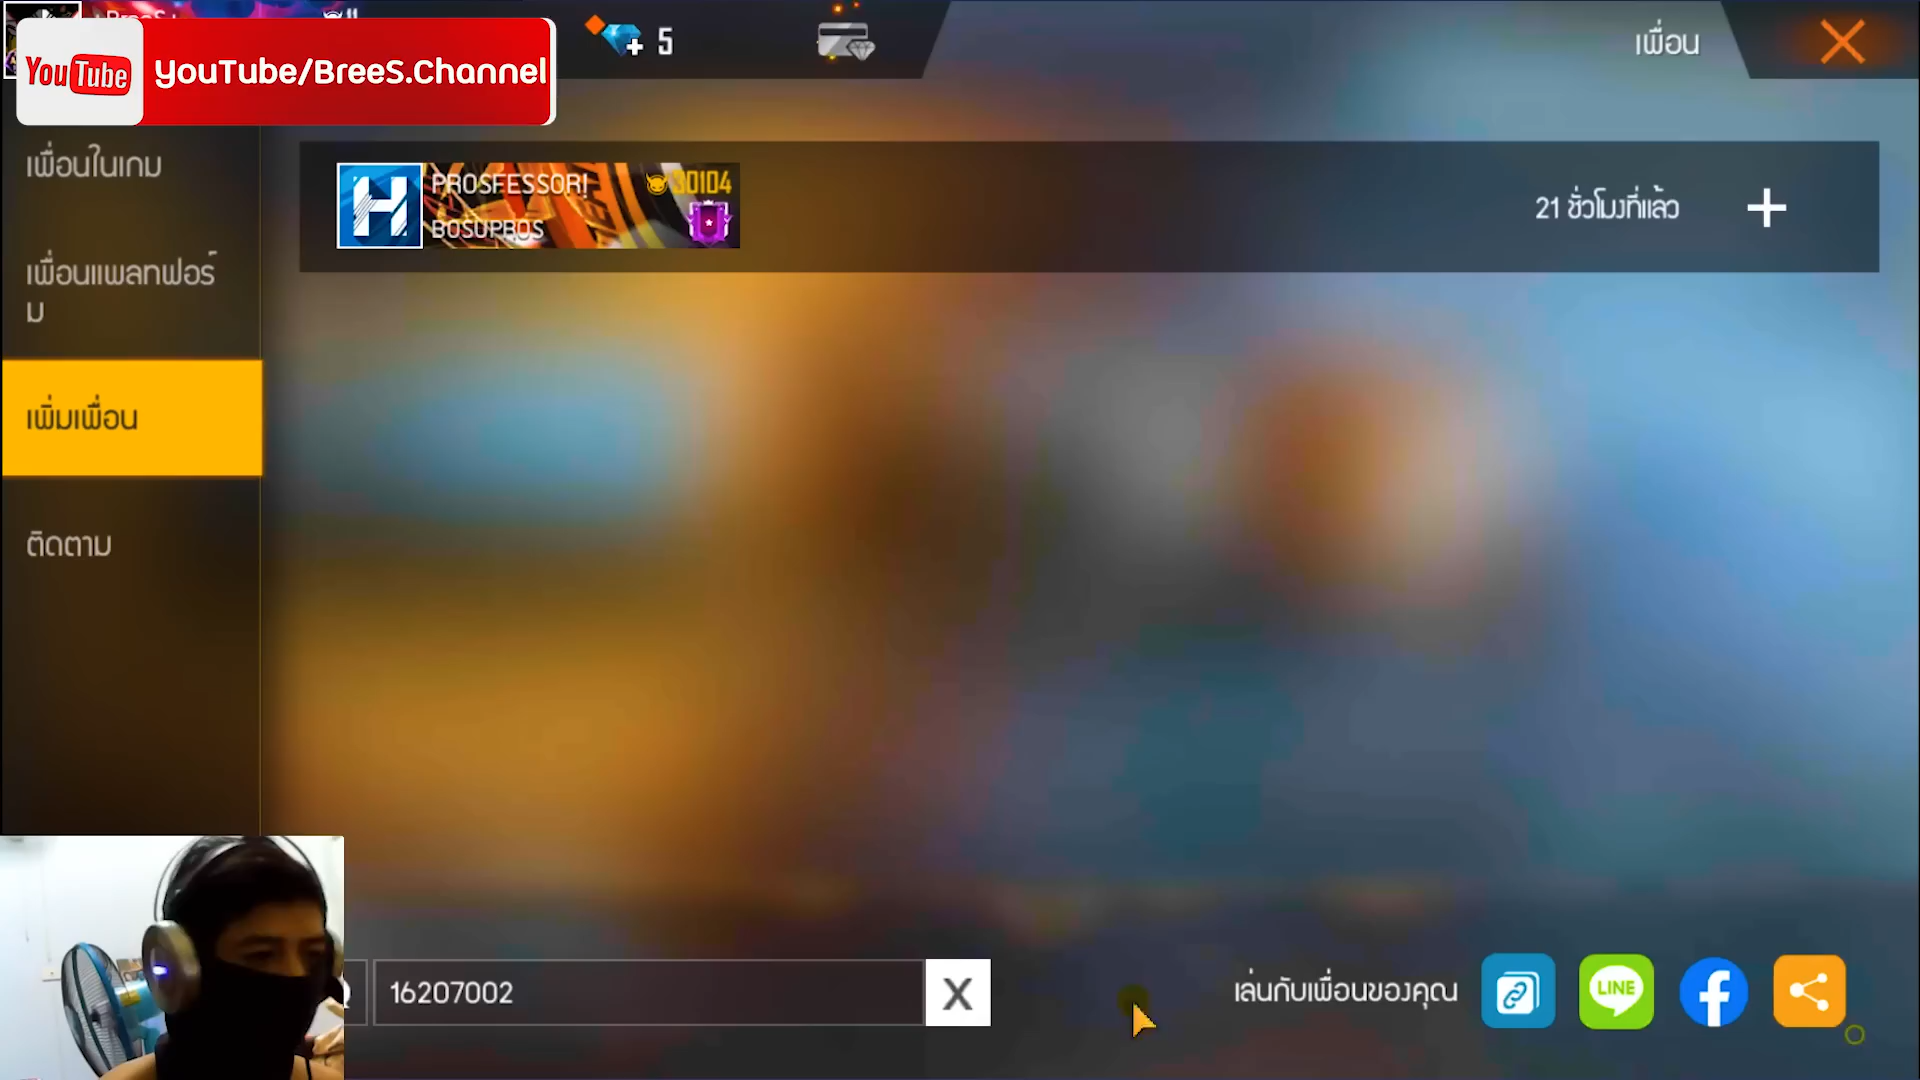 5
เพื่อน
YouTube
YouTube/BreeS.Channel
เพื่อนในเกม
PROSFESSOR!
30104
BOSUPROS
21 ชั่วโมงที่แล้ว
เพื่อนแพลทฟอร์
ม
เพิ่มเพื่อน
ติดตาม
16207002
X
เล่นกับเพื่อนของคุณ
LINE